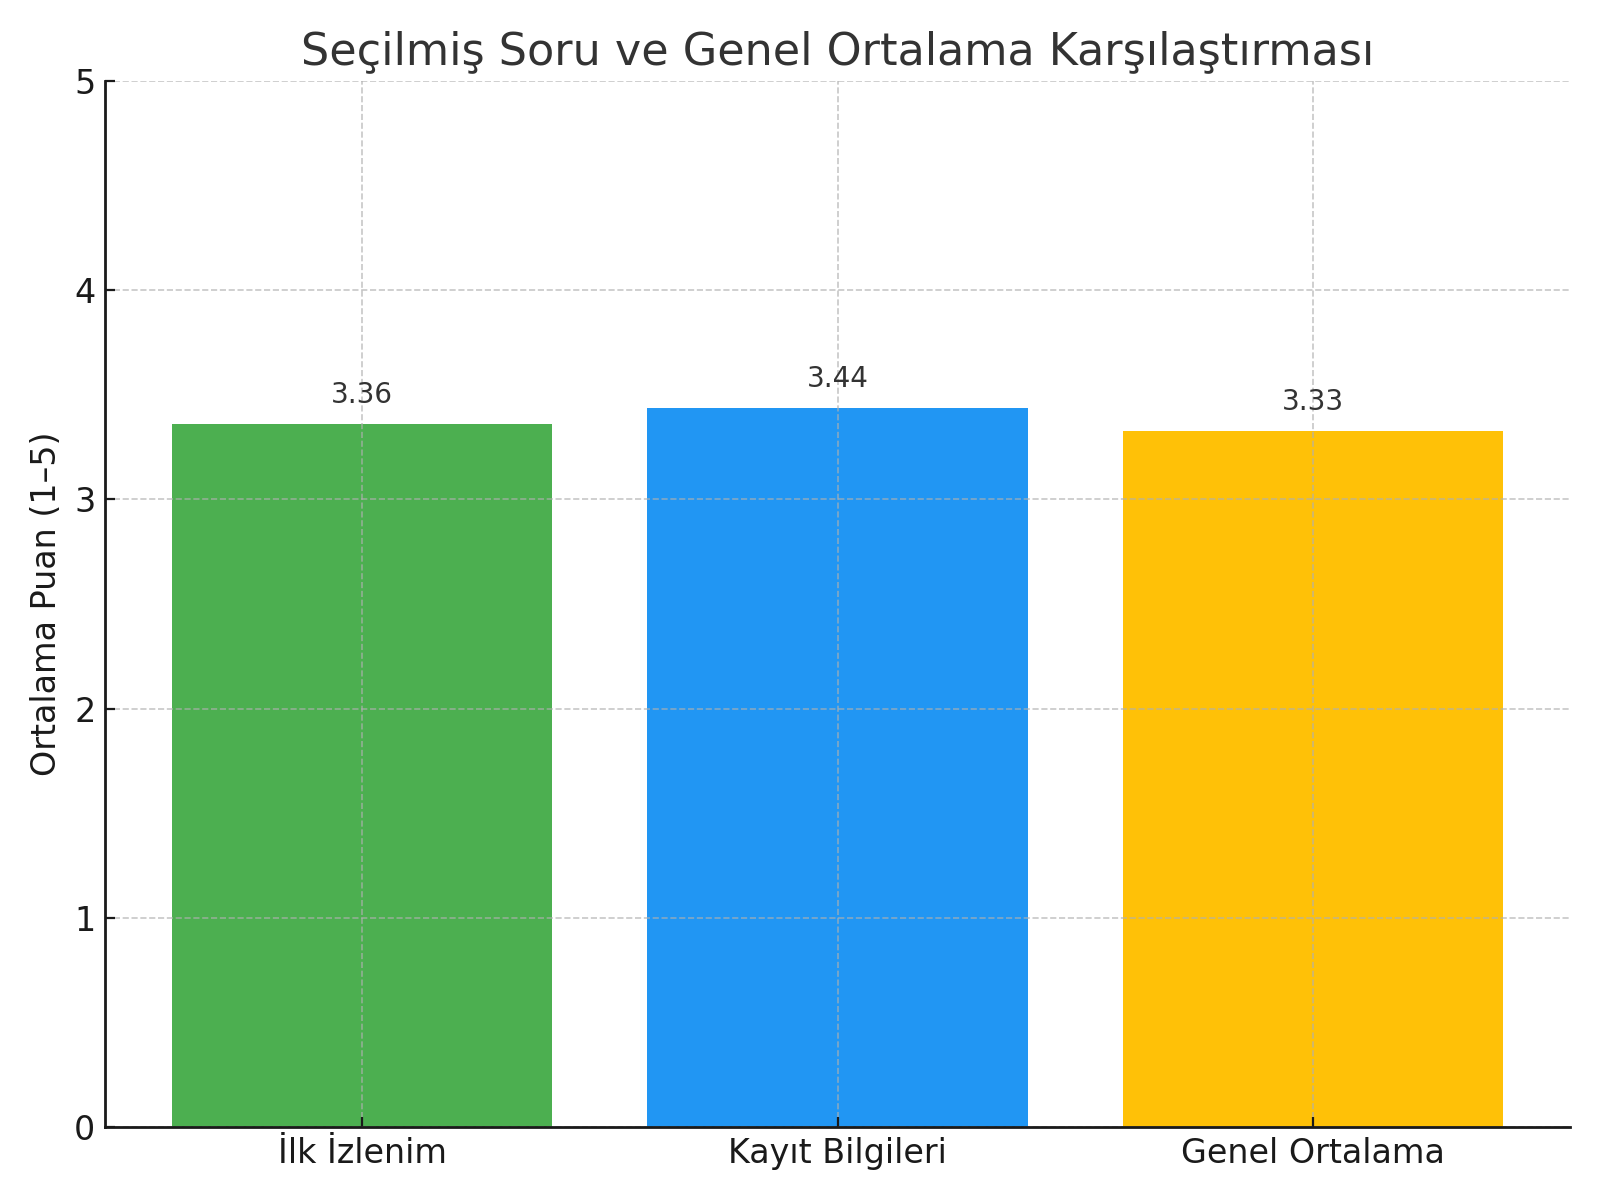 Seçilmiş Soru ve Genel Ortalama Karşılaştırması
Ortalama Puan (1–5)
5
4
3
2
1
0
3.36
3.44
3.33
İlk İzlenim
Kayıt Bilgileri
Genel Ortalama